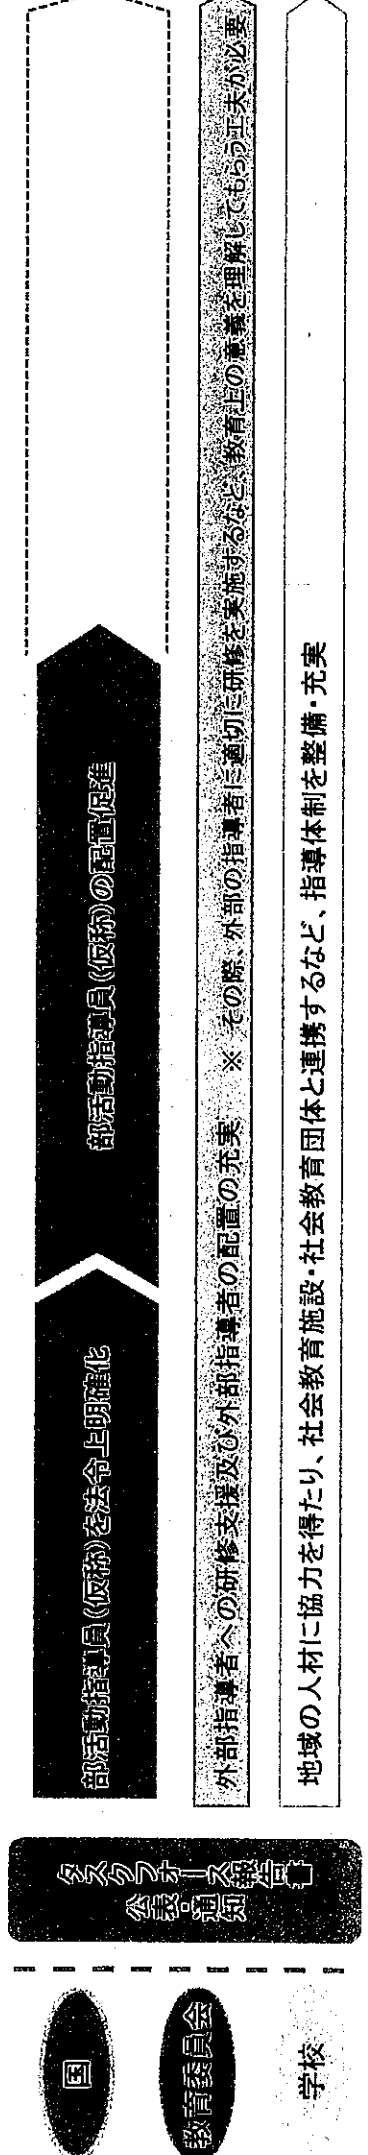 国
教育委員会
学校
タスクフォース報告書
公表・通知
部活動指導員(仮称)を法令上明確化
部活動指導員(仮称)の配置促進
外部指導者への研修支援及び外部指導者の配置の充実 ※ その際、外部の指導者に適切に研修を実施するなど、教育上の意義を理解してもらう工夫が必要
地域の人材に協力を得たり、社会教育施設・社会教育団体と連携するなど、指導体制を整備・充実